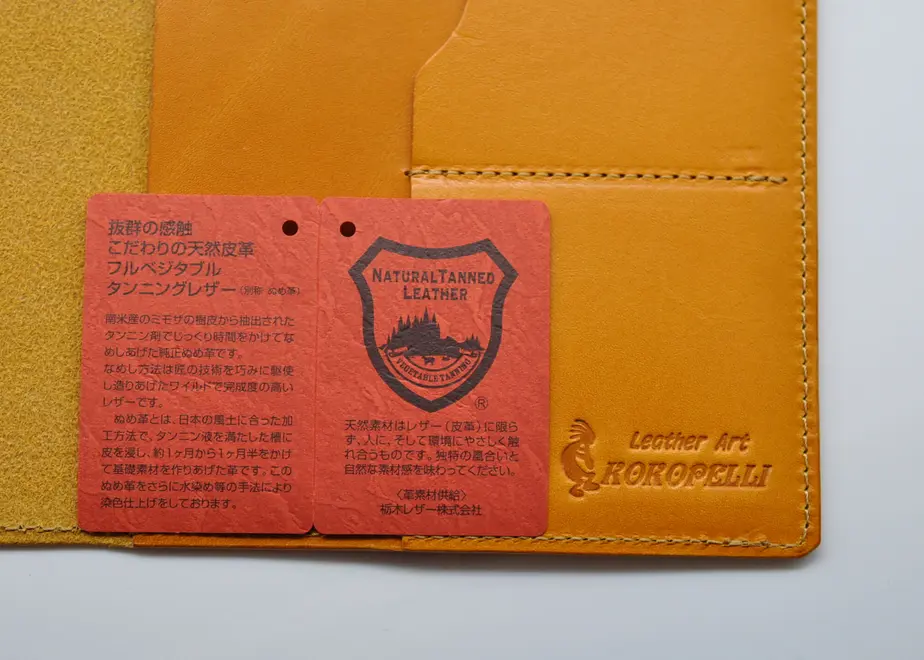 抜群の感触
こだわりの天然皮革
フルベジタブル
タンニングレザー（別称 ぬめ革）
南米産のミモザの樹皮から抽出された
タンニン剤でじっくり時間をかけてな
めしあげた純正ぬめ革です。
なめし方法は匠の技術を巧みに駆使
し造りあげたワイルドで完成度の高い
レザーです。
ぬめ革とは、日本の風土に合った加
工方法で、タンニン液を満たした槽に
皮を浸し、約1ヶ月から1ヶ月半をかけ
て基礎素材を作りあげた革です。この
ぬめ革をさらに水染め等の手法により
染色仕上げをしております。
NATURAL TANNED
LEATHER
VEGETABLE TANNING
®
天然素材はレザー（皮革）に限ら
ず、人に、そして環境にやさしく触
れ合うものです。独特の風合いと
自然な素材感を味わってください。
〈革素材供給〉
栃木レザー株式会社
Leather Art
KOKOPELLI